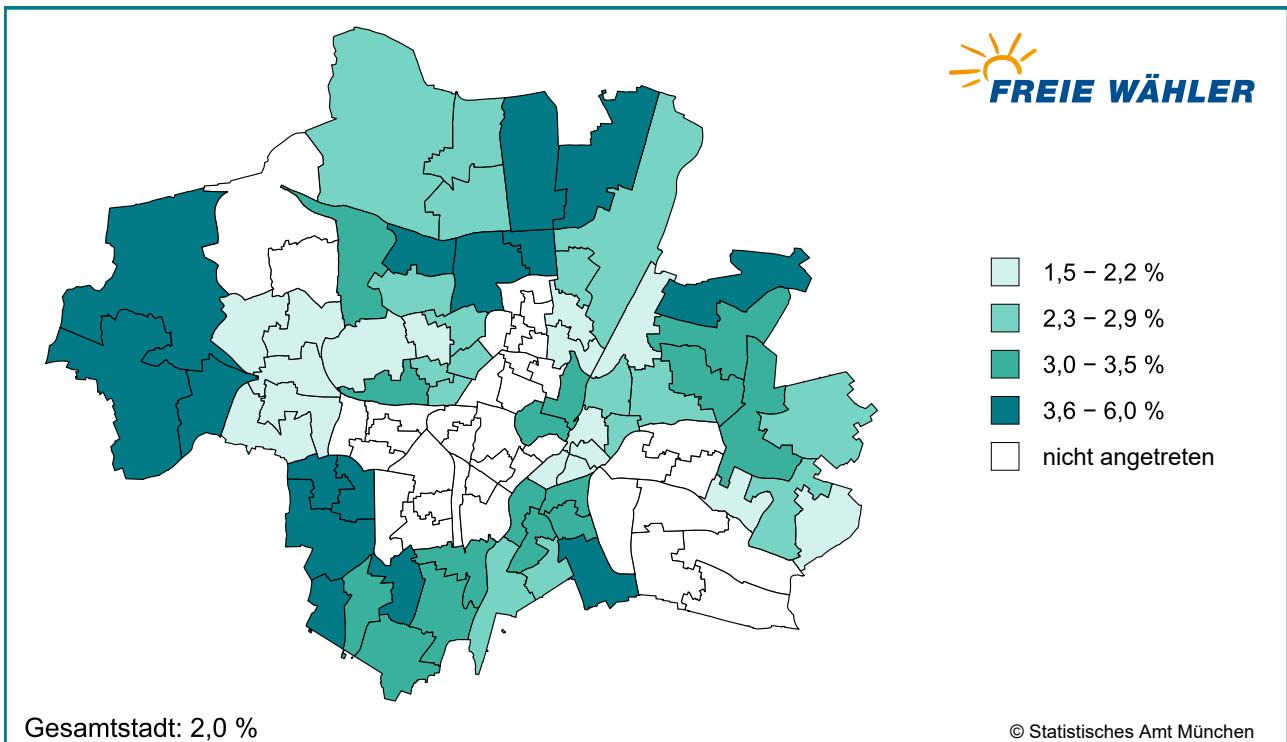 FREIE WÄHLER
1,5 – 2,2 %
2,3 – 2,9 %
3,0 – 3,5 %
3,6 – 6,0 %
nicht angetreten
Gesamtstadt: 2,0 %
© Statistisches Amt München